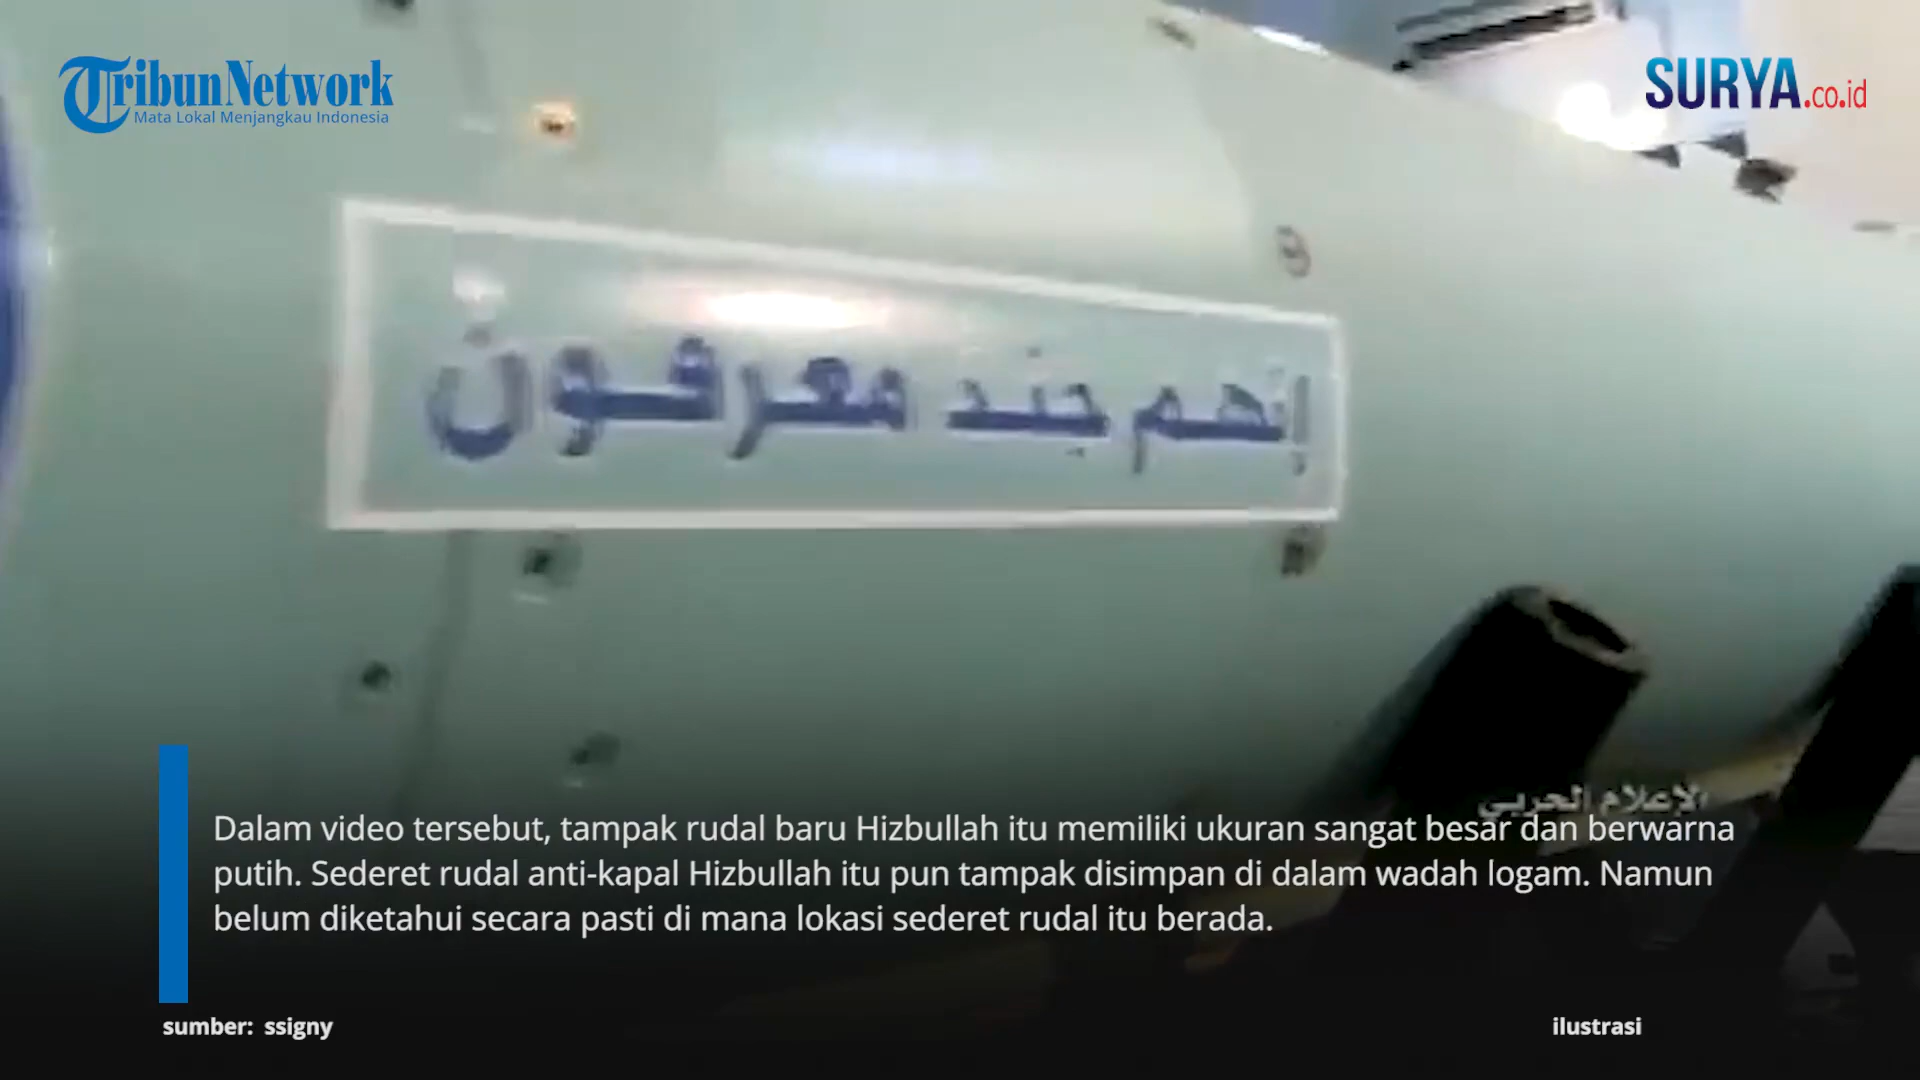 TribunNetwork
Mata Lokal Menjangkau Indonesia
SURYA.co.id
إنهم جند معرقون
الإعلام الحربي
Dalam video tersebut, tampak rudal baru Hizbullah itu memiliki ukuran sangat besar dan berwarna
putih. Sederet rudal anti-kapal Hizbullah itu pun tampak disimpan di dalam wadah logam. Namun
belum diketahui secara pasti di mana lokasi sederet rudal itu berada.
sumber: ssigny
ilustrasi